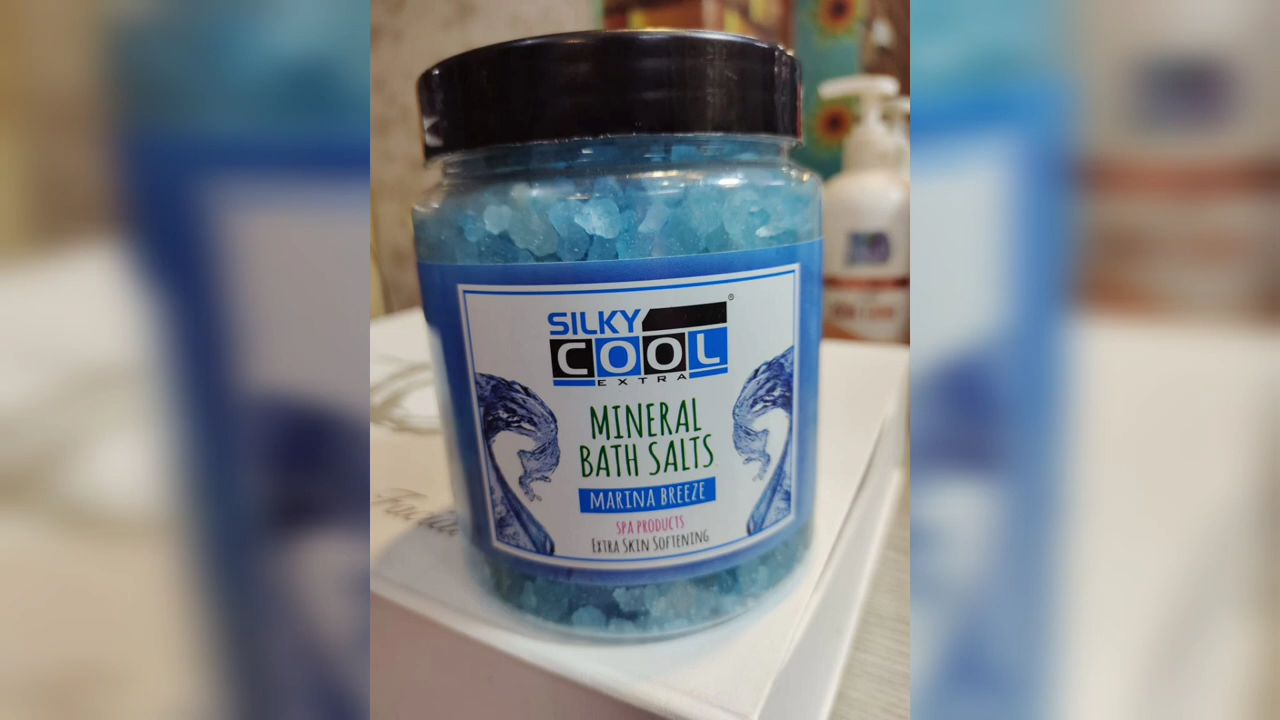 SILKY
COOL
EXTRA
®
MINERAL
BATH SALTS
MARINA BREEZE
SPA PRODUCTS
EXTRA SKIN SOFTENING